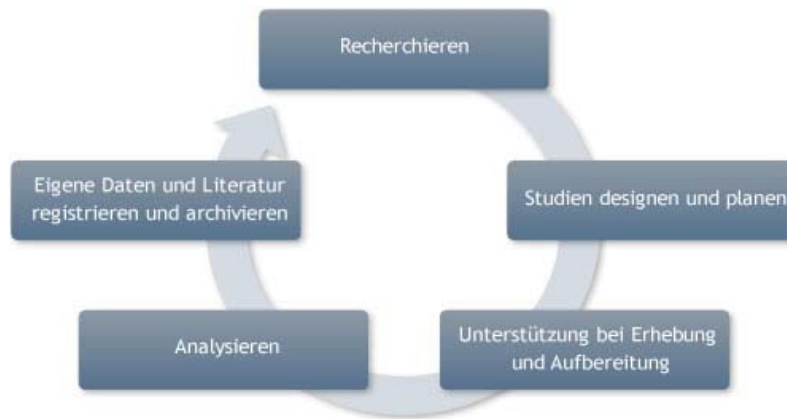 Recherchieren
Studien designen und planen
Unterstützung bei Erhebung
und Aufbereitung
Analysieren
Eigene Daten und Literatur
registrieren und archivieren